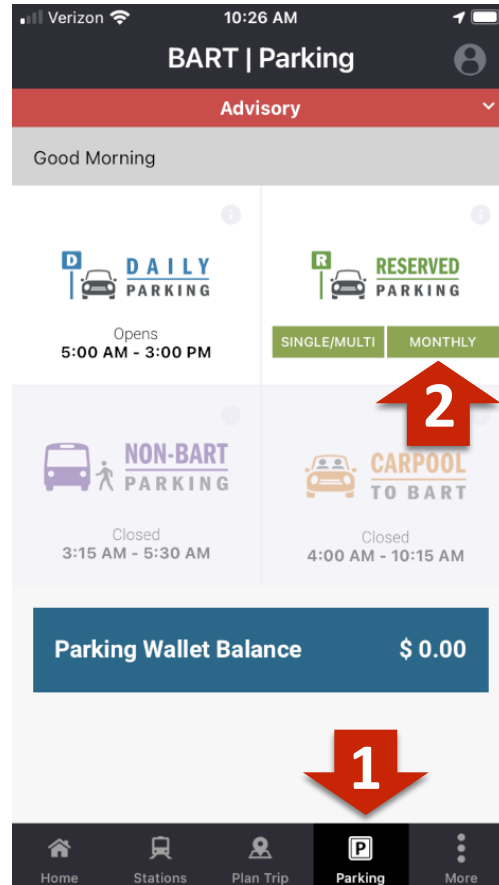 Verizon 10:26 AM
BART | Parking
Advisory
Good Morning
D DAILY
PARKING
Opens
5:00 AM - 3:00 PM
R RESERVED
PARKING
SINGLE/MULTI MONTHLY
2
NON-BART
PARKING
Closed
3:15 AM - 5:30 AM
CARPOOL
TO BART
Closed
4:00 AM - 10:15 AM
Parking Wallet Balance $ 0.00
1
P
Home Stations Plan Trip Parking More